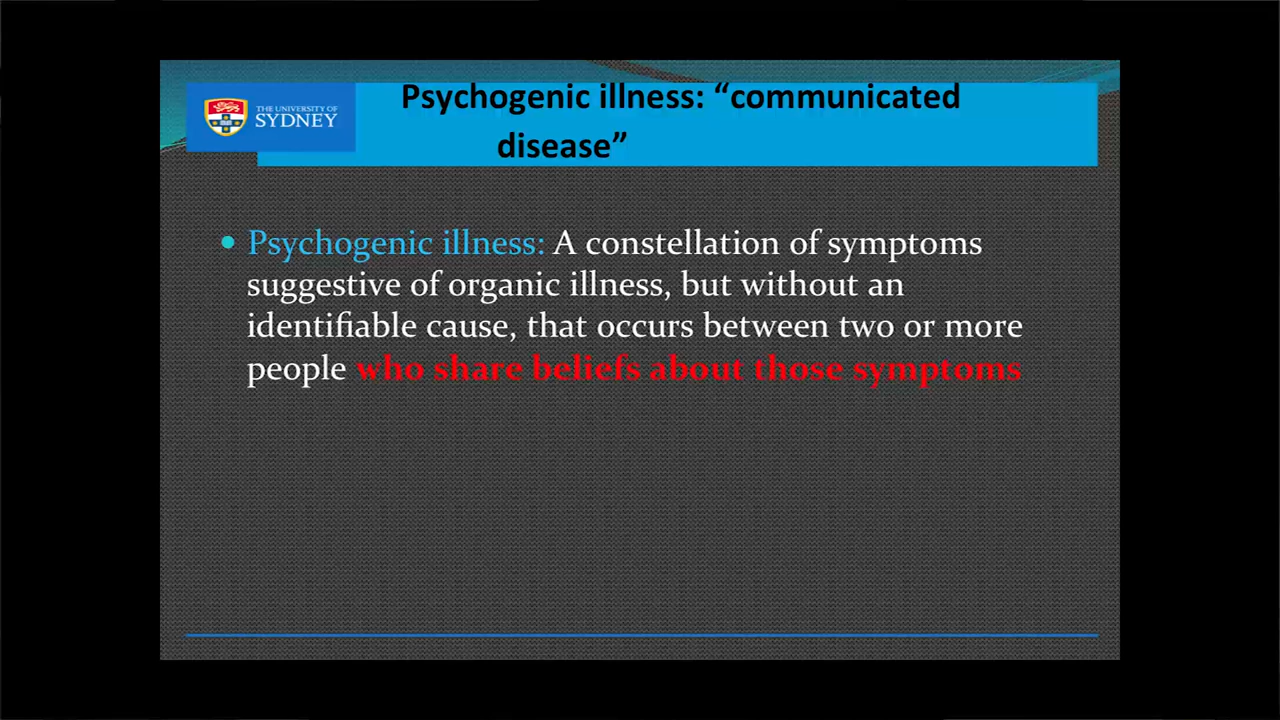 THE UNIVERSITY OF
SYDNEY
Psychogenic illness: “communicated
disease”
Psychogenic illness: A constellation of symptoms
suggestive of organic illness, but without an
identifiable cause, that occurs between two or more
people who share beliefs about those symptoms